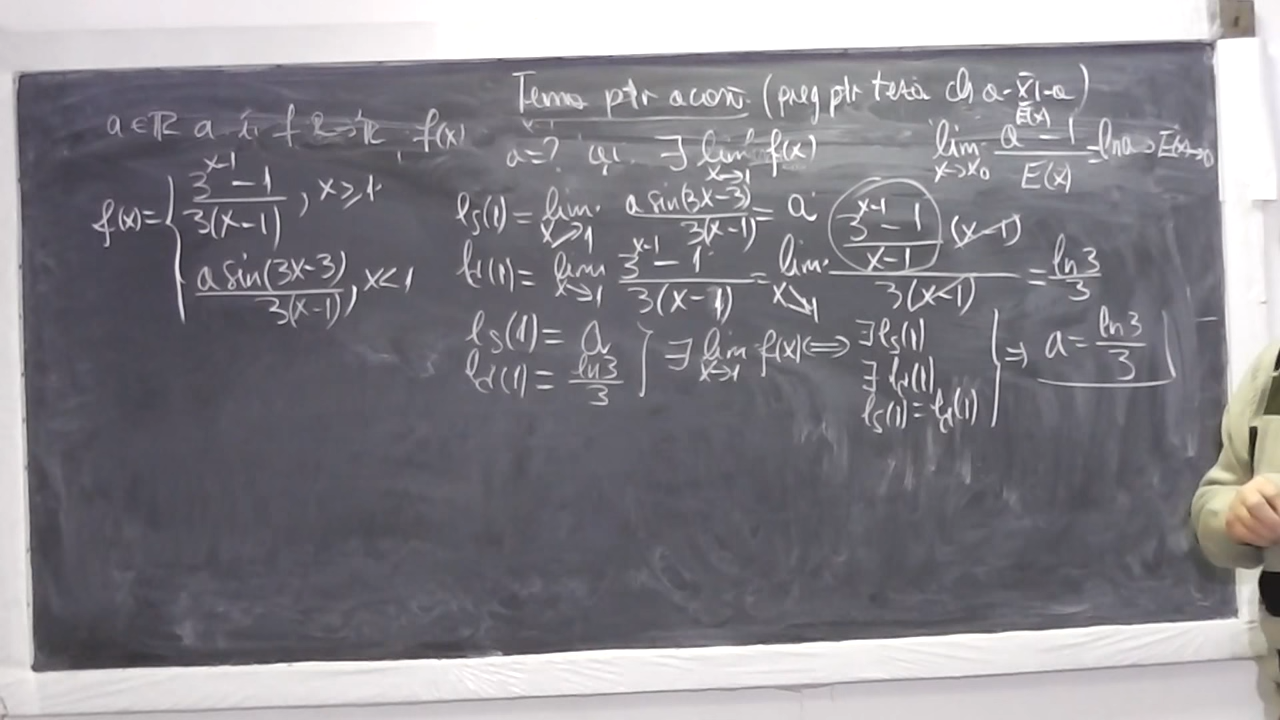 Temă ptr acasă (preg ptr teză cls a-XI-a)
a∈ℝ a.î. f: ℝ→ℝ, f(x)
a=? a.î. ∃ lim x→1 f(x)
lim x→x₀ (a^E(x) − 1)/E(x) = ln a → E(x)→0
f(x) = { (3^(x−1) − 1)/(3(x−1)), x ≥ 1
a sin(3x−3)/(3(x−1)), x < 1
ls(1) = lim x↗1 a sin(3x−3)/(3(x−1)) = a
ld(1) = lim x↘1 (3^(x−1) − 1)/(3(x−1)) = lim x↘1 ((3^(x−1) − 1)/(x−1) · (x−1))/(3(x−1)) = ln3/3
ls(1) = a
ld(1) = ln3/3 } ∃ lim x→1 f(x) ⟺ ∃ ls(1)
∃ ld(1)
ls(1) = ld(1) | ⇒ a = ln3/3